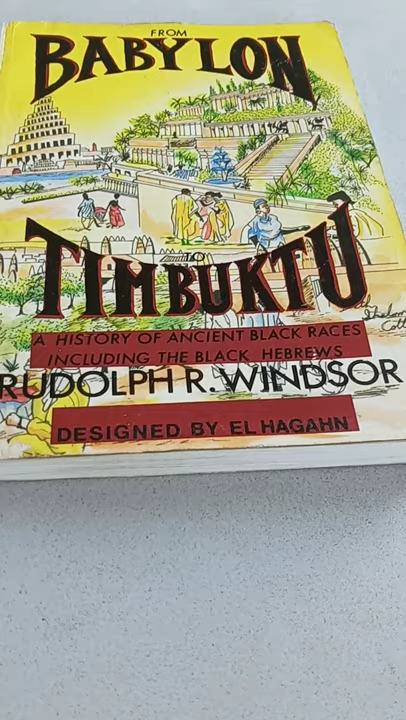 FROM
BABYLON
TO
TIMBUKTU
A HISTORY OF ANCIENT BLACK RACES
INCLUDING THE BLACK HEBREWS
RUDOLPH R. WINDSOR
DESIGNED BY EL HAGAHN